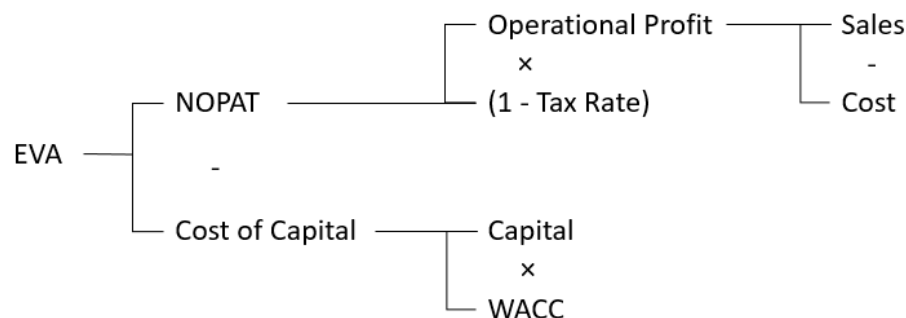 Operational Profit Sales
× -
NOPAT (1 - Tax Rate) Cost
EVA
-
Cost of Capital Capital
×
WACC